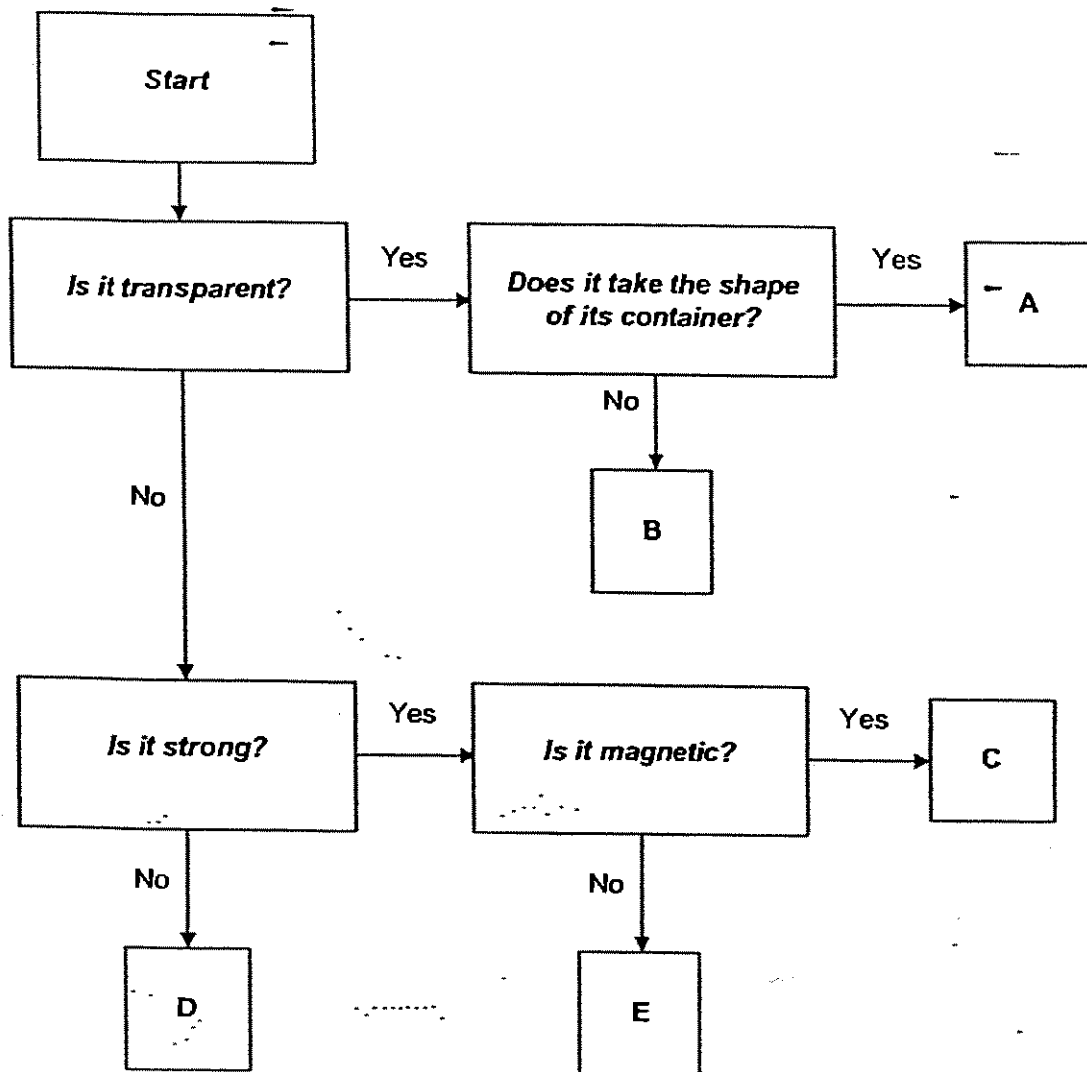 Start
Is it transparent?
Yes
Does it take the shape
of its container?
Yes
A
No
B
No
Is it strong?
Yes
Is it magnetic?
Yes
C
No
D
No
E